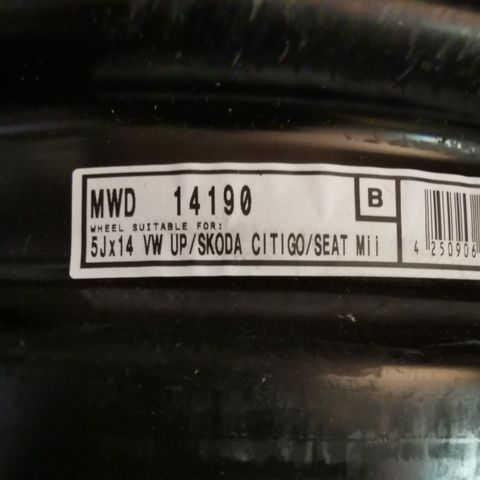 MWD 14190 B
WHEEL SUITABLE FOR:
5Jx14 VW UP/SKODA CITIGO/SEAT Mii
4 250906